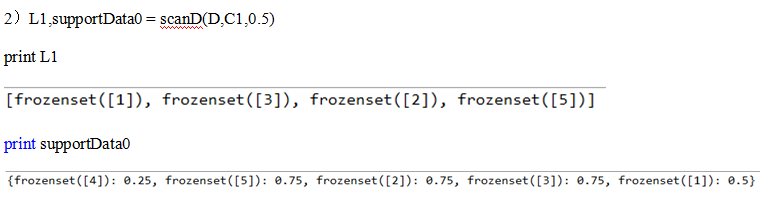 2）L1,supportData0 = scanD(D,C1,0.5)
print L1
[frozenset([1]), frozenset([3]), frozenset([2]), frozenset([5])]
print supportData0
{frozenset([4]): 0.25, frozenset([5]): 0.75, frozenset([2]): 0.75, frozenset([3]): 0.75, frozenset([1]): 0.5}